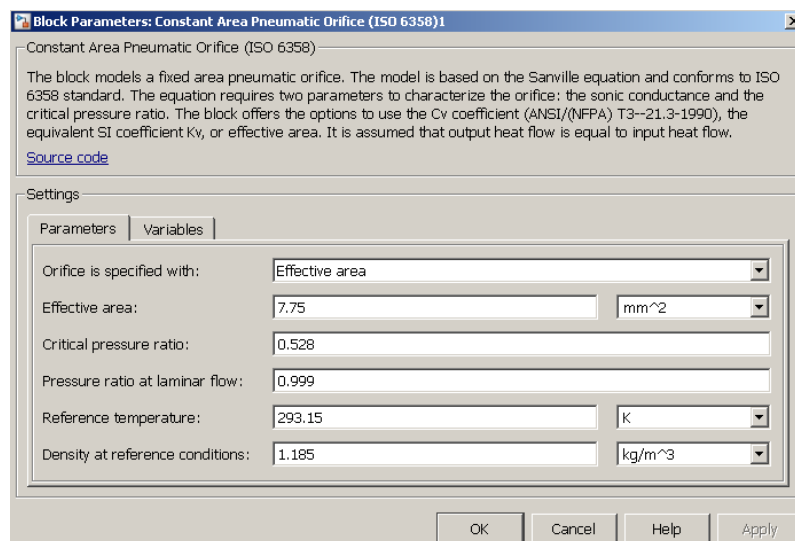 Block Parameters: Constant Area Pneumatic Orifice (ISO 6358)1
Constant Area Pneumatic Orifice (ISO 6358)
The block models a fixed area pneumatic orifice. The model is based on the Sanville equation and conforms to ISO
6358 standard. The equation requires two parameters to characterize the orifice: the sonic conductance and the
critical pressure ratio. The block offers the options to use the Cv coefficient (ANSI/(NFPA) T3--21.3-1990), the
equivalent SI coefficient Kv, or effective area. It is assumed that output heat flow is equal to input heat flow.
Source code
Settings
Parameters Variables
Orifice is specified with: Effective area
Effective area: 7.75 mm^2
Critical pressure ratio: 0.528
Pressure ratio at laminar flow: 0.999
Reference temperature: 293.15 K
Density at reference conditions: 1.185 kg/m^3
OK Cancel Help Apply